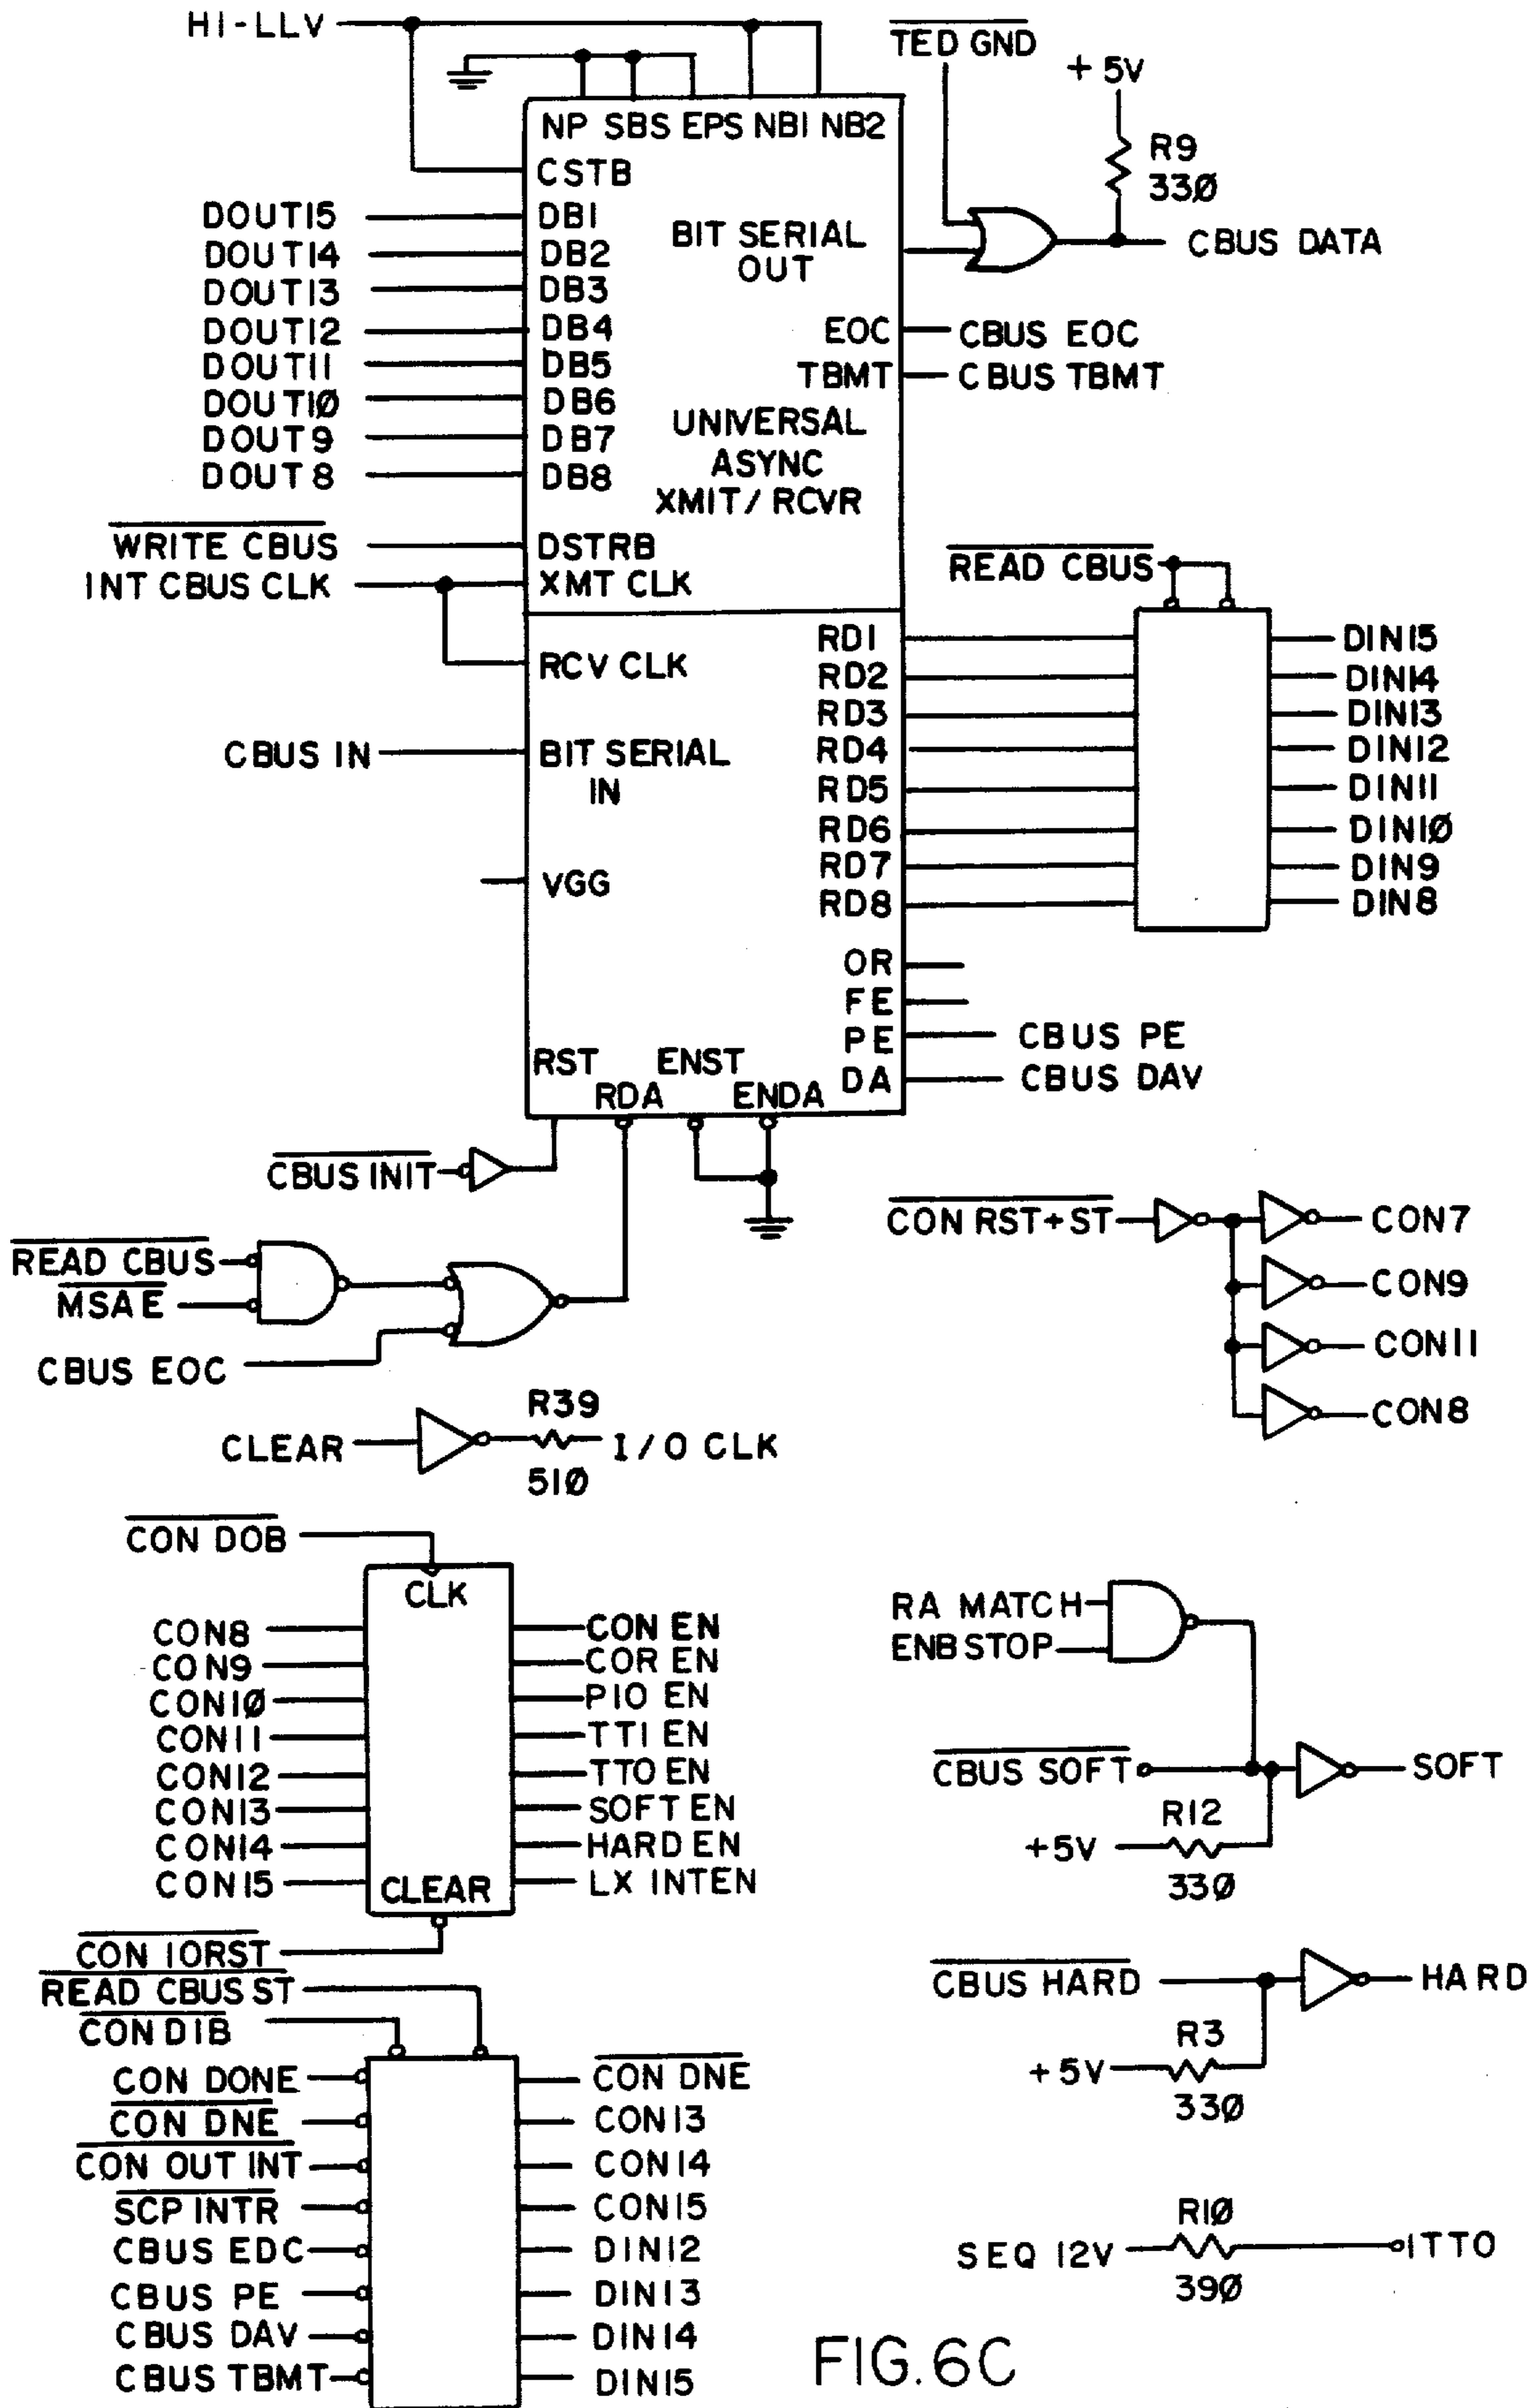 HI-LLV
TED GND
+5V
R9
330
NP SBS EPS NB1 NB2
CSTB
DOUT15 DB1
DOUT14 DB2
DOUT13 DB3
DOUT12 DB4
DOUT11 DB5
DOUT10 DB6
DOUT9 DB7
DOUT8 DB8
BIT SERIAL
OUT
CBUS DATA
EOC CBUS EOC
TBMT CBUS TBMT
UNIVERSAL
ASYNC
XMIT/RCVR
WRITE CBUS DSTRB
INT CBUS CLK XMT CLK
READ CBUS
RCV CLK
CBUS IN BIT SERIAL
IN
VGG
RD1 DIN15
RD2 DIN14
RD3 DIN13
RD4 DIN12
RD5 DIN11
RD6 DIN10
RD7 DIN9
RD8 DIN8
OR
FE
PE CBUS PE
DA CBUS DAV
RST ENST
RDA ENDA
CBUS INIT
READ CBUS
MSAE
CBUS EOC
CON RST+ST CON7
CON9
CON11
CON8
R39
CLEAR I/O CLK
510
CON DOB
CLK
CON8 CON EN
CON9 COR EN
CON10 PIO EN
CON11 TTI EN
CON12 TTO EN
CON13 SOFT EN
CON14 HARD EN
CON15 CLEAR LX INTEN
CON IORST
RA MATCH
ENB STOP
CBUS SOFT SOFT
R12
+5V
330
READ CBUS ST
CON DIB
CON DONE CON DNE
CON DNE CON13
CON OUT INT CON14
SCP INTR CON15
CBUS EDC DIN12
CBUS PE DIN13
CBUS DAV DIN14
CBUS TBMT DIN15
CBUS HARD HARD
R3
+5V
330
R10
SEQ 12V ITTO
390
FIG.6C